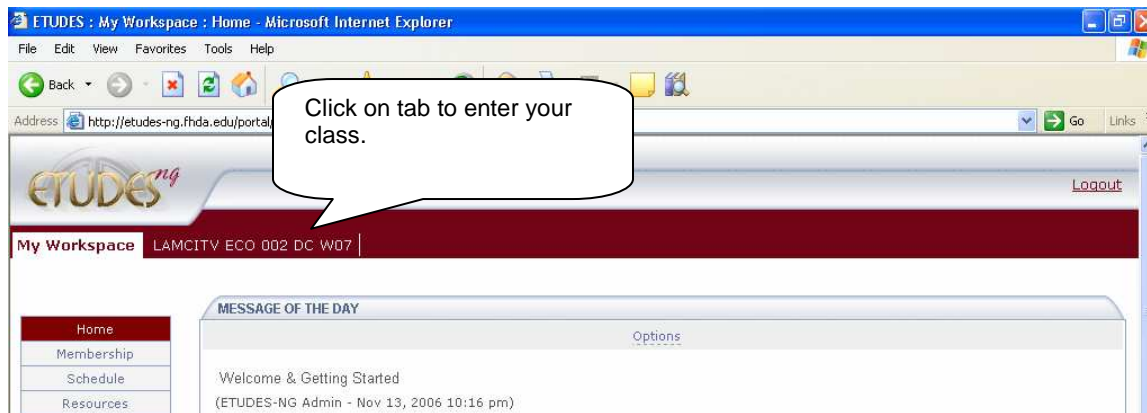 ETUDES : My Workspace : Home - Microsoft Internet Explorer
File Edit View Favorites Tools Help
Back
Click on tab to enter your
class.
Address http://etudes-ng.fhda.edu/portal/
Go Links
ETUDES ng
Logout
My Workspace LAMCITV ECO 002 DC W07
MESSAGE OF THE DAY
Home
Options
Membership
Schedule
Welcome & Getting Started
Resources
(ETUDES-NG Admin - Nov 13, 2006 10:16 pm)